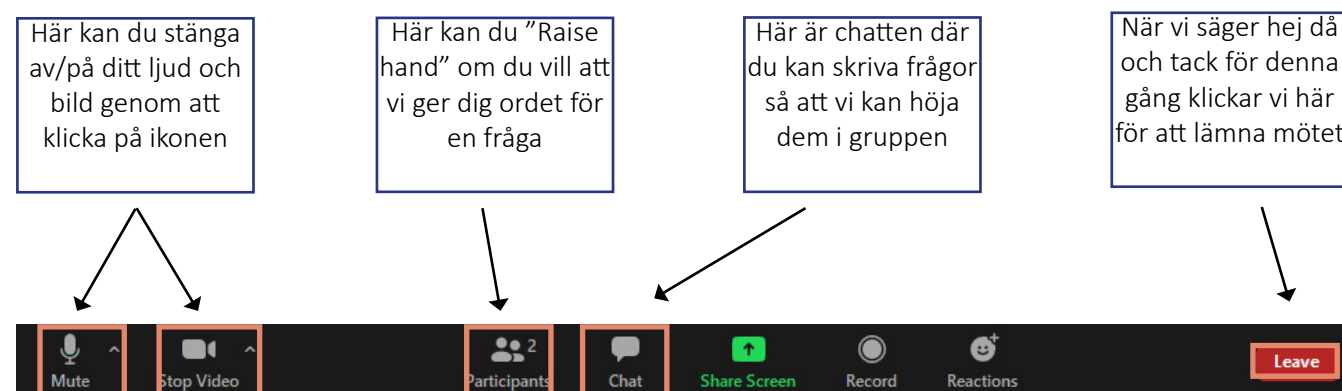 Här kan du stänga
av/på ditt ljud och
bild genom att
klicka på ikonen
Här kan du ”Raise
hand” om du vill att
vi ger dig ordet för
en fråga
Här är chatten där
du kan skriva frågor
så att vi kan höja
dem i gruppen
När vi säger hej då
och tack för denna
gång klickar vi här
för att lämna mötet
Mute
Stop Video
Participants
2
Chat
Share Screen
Record
Reactions
Leave